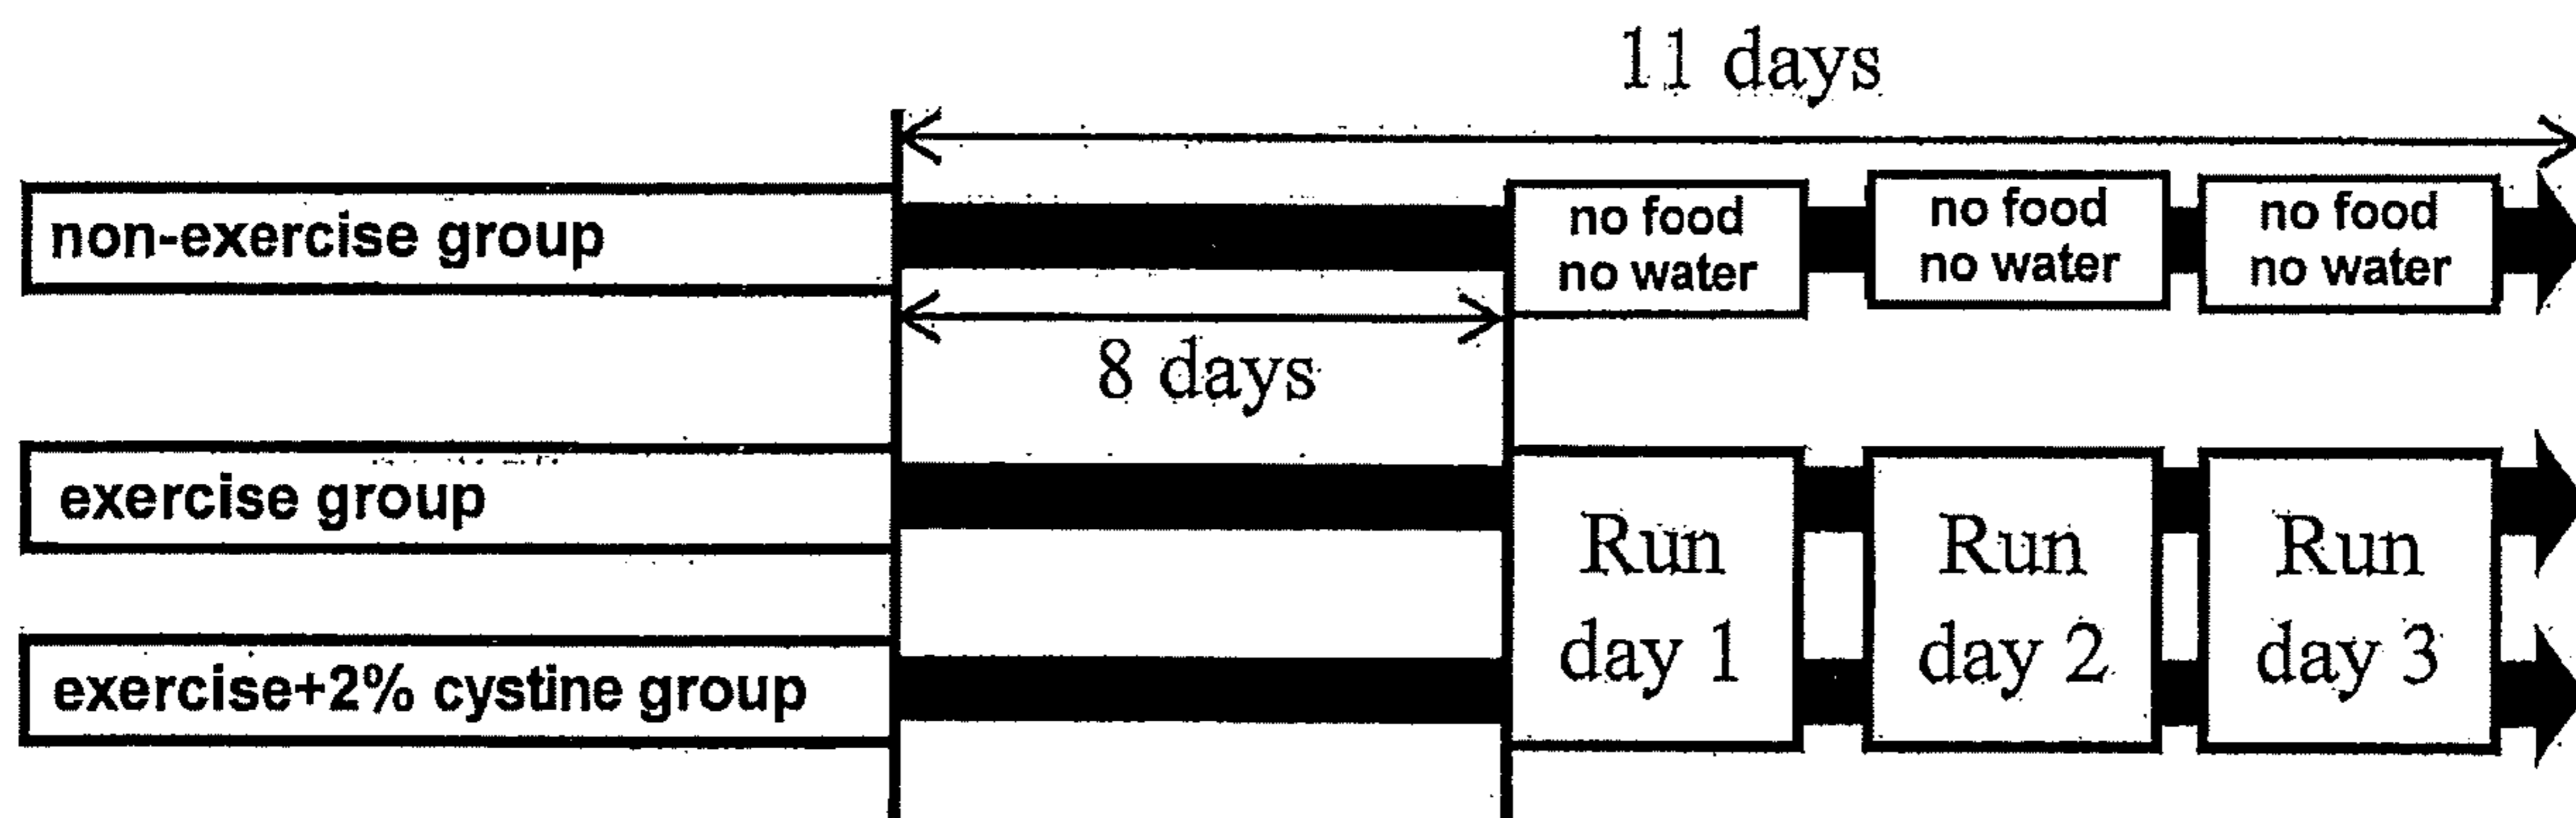 11 days
non-exercise group
no food
no water
no food
no water
no food
no water
8 days
exercise group
exercise+2% cystine group
Run
day 1
Run
day 2
Run
day 3